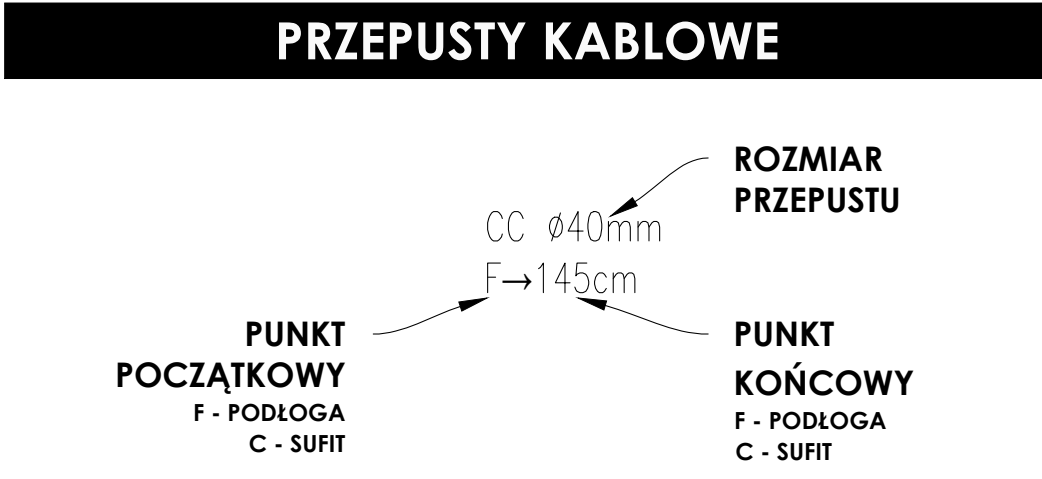 PRZEPUSTY KABLOWE
ROZMIAR
PRZEPUSTU
CC ø40mm
F→145cm
PUNKT
POCZĄTKOWY
F - PODŁOGA
C - SUFIT
PUNKT
KOŃCOWY
F - PODŁOGA
C - SUFIT